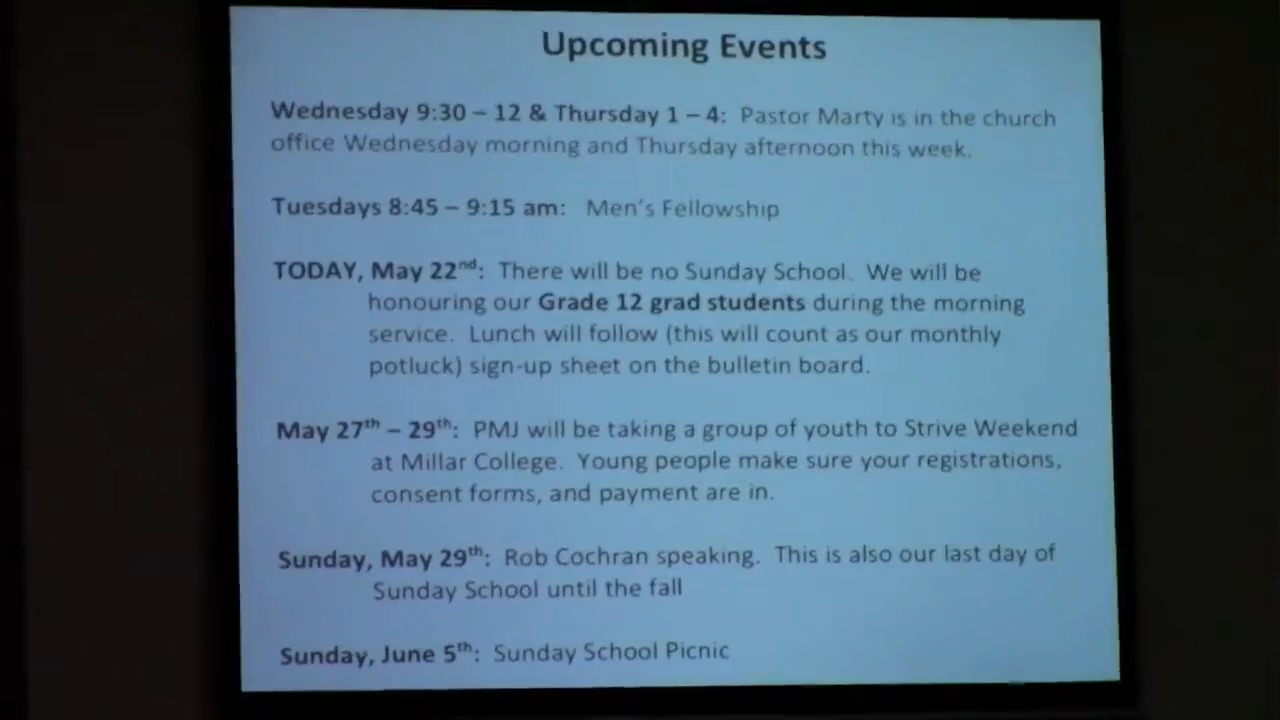 Upcoming Events
Wednesday 9:30 – 12 & Thursday 1 – 4: Pastor Marty is in the church
office Wednesday morning and Thursday afternoon this week.
Tuesdays 8:45 – 9:15 am: Men's Fellowship
TODAY, May 22nd: There will be no Sunday School. We will be
honouring our Grade 12 grad students during the morning
service. Lunch will follow (this will count as our monthly
potluck) sign-up sheet on the bulletin board.
May 27th – 29th: PMJ will be taking a group of youth to Strive Weekend
at Millar College. Young people make sure your registrations,
consent forms, and payment are in.
Sunday, May 29th: Rob Cochran speaking. This is also our last day of
Sunday School until the fall
Sunday, June 5th: Sunday School Picnic